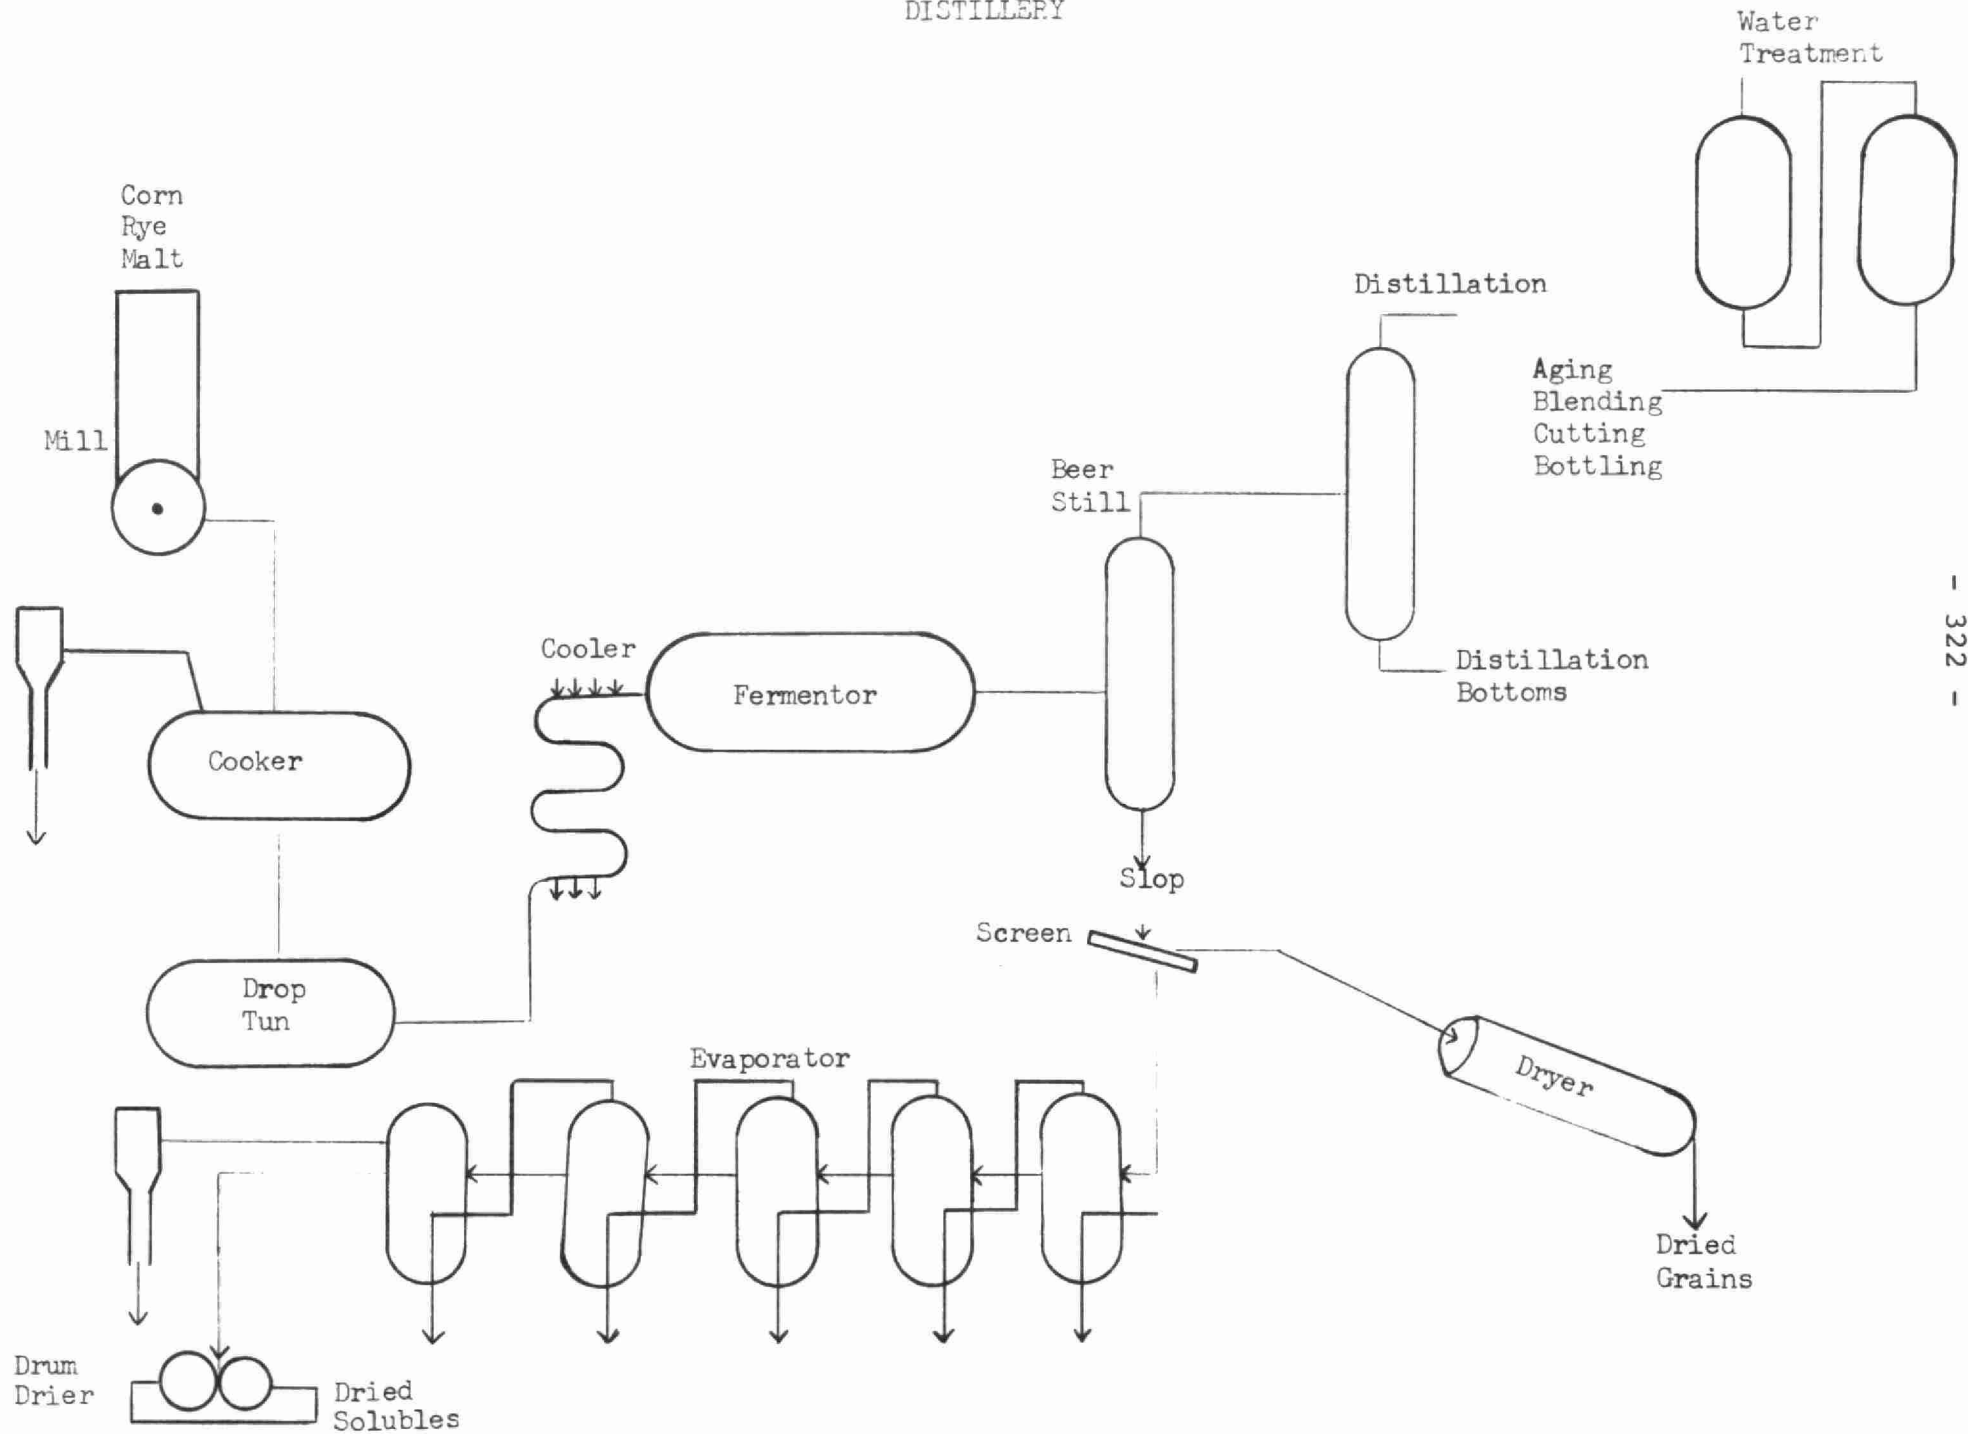 DISTILLERY
Water
Treatment
Corn
Rye
Malt
Mill
Distillation
Aging
Blending
Cutting
Bottling
Beer
Still
Cooler
Fermentor
Distillation
Bottoms
- 322 -
Cooker
Slop
Screen
Drop
Tun
Evaporator
Dryer
Dried
Grains
Drum
Drier
Dried
Solubles